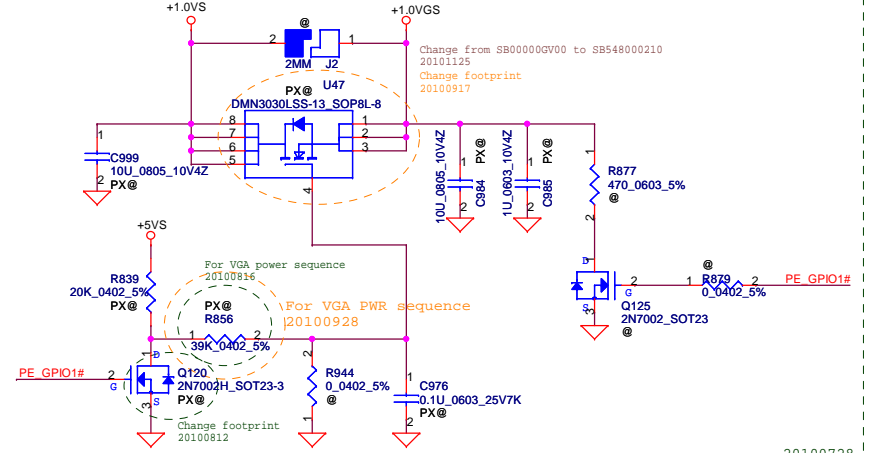 +1.0VS
+1.0VGS
@
2
1
2MM
J2
Change from SB00000GV00 to SB548000210
20101125
Change footprint
20100917
U47
PX@
DMN3030LSS-13_SOP8L-8
8
7
6
5
1
2
3
4
1
C999
10U_0805_10V4Z
2
PX@
1
PX@
10U_0805_10V4Z
C984
2
1
PX@
1U_0603_10V4Z
C985
2
1
R877
470_0603_5%
@
2
+5VS
For VGA power sequence
20100816
R839
20K_0402_5%
PX@
PX@
R856
1
2
39K_0402_5%
For VGA PWR sequence
20100928
1
D
Q120
2N7002H_SOT23-3
PX@
PE_GPIO1#
2
G
S
3
Change footprint
20100812
2
R944
0_0402_5%
1
1
C976
0.1U_0603_25V7K
PX@
2
D
1
S
3
2
G
Q125
2N7002_SOT23
@
@
1
R879
2
0_0402_5%
PE_GPIO1#